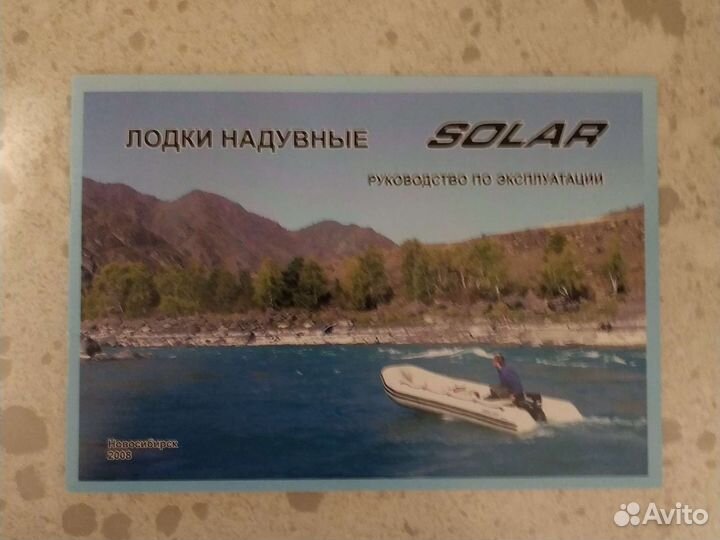 ЛОДКИ НАДУВНЫЕ
SOLAR
РУКОВОДСТВО ПО ЭКСПЛУАТАЦИИ
Новосибирск
2008
Avito